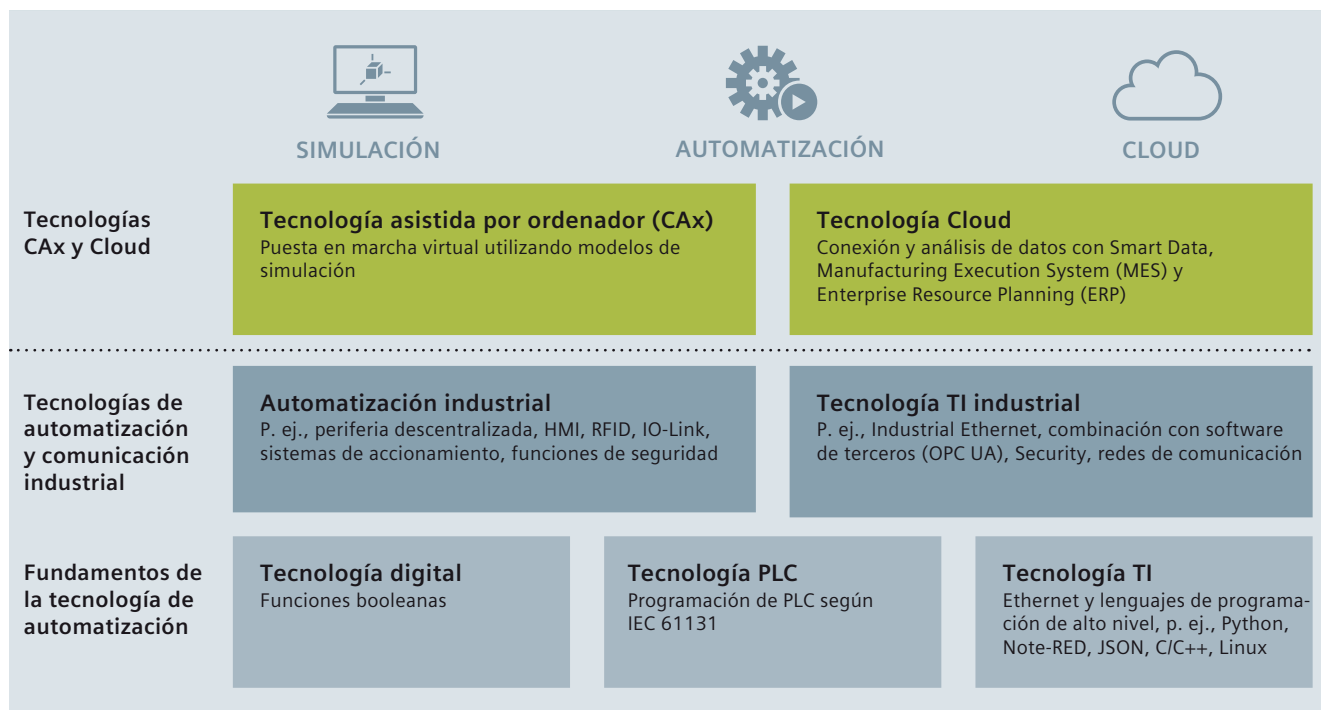 SIMULACIÓN
AUTOMATIZACIÓN
CLOUD
Tecnologías
CAx y Cloud
Tecnología asistida por ordenador (CAx)
Puesta en marcha virtual utilizando modelos de
simulación
Tecnología Cloud
Conexión y análisis de datos con Smart Data,
Manufacturing Execution System (MES) y
Enterprise Resource Planning (ERP)
Tecnologías de
automatización
y comunicación
industrial
Automatización industrial
P. ej., periferia descentralizada, HMI, RFID, IO-Link,
sistemas de accionamiento, funciones de seguridad
Tecnología TI industrial
P. ej., Industrial Ethernet, combinación con software
de terceros (OPC UA), Security, redes de comunicación
Fundamentos de
la tecnología de
automatización
Tecnología digital
Funciones booleanas
Tecnología PLC
Programación de PLC según
IEC 61131
Tecnología TI
Ethernet y lenguajes de programa-
ción de alto nivel, p. ej., Python,
Note-RED, JSON, C/C++, Linux